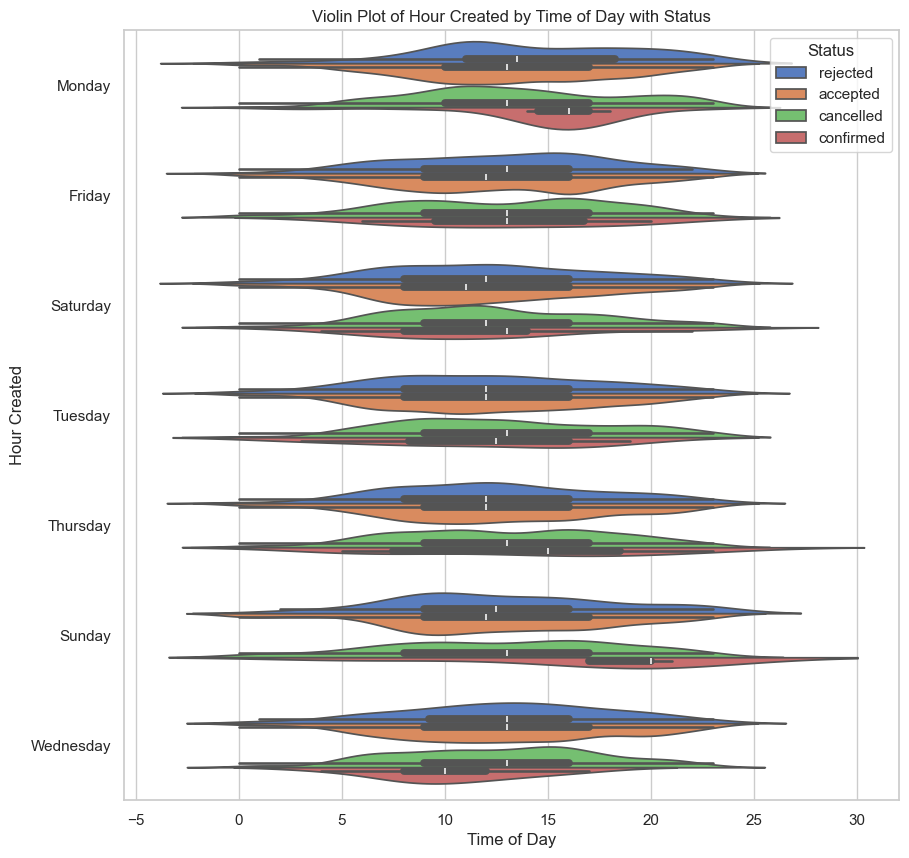 Violin Plot of Hour Created by Time of Day with Status
Status
rejected
accepted
cancelled
confirmed
Hour Created
Monday
Friday
Saturday
Tuesday
Thursday
Sunday
Wednesday
−5 0 5 10 15 20 25 30
Time of Day